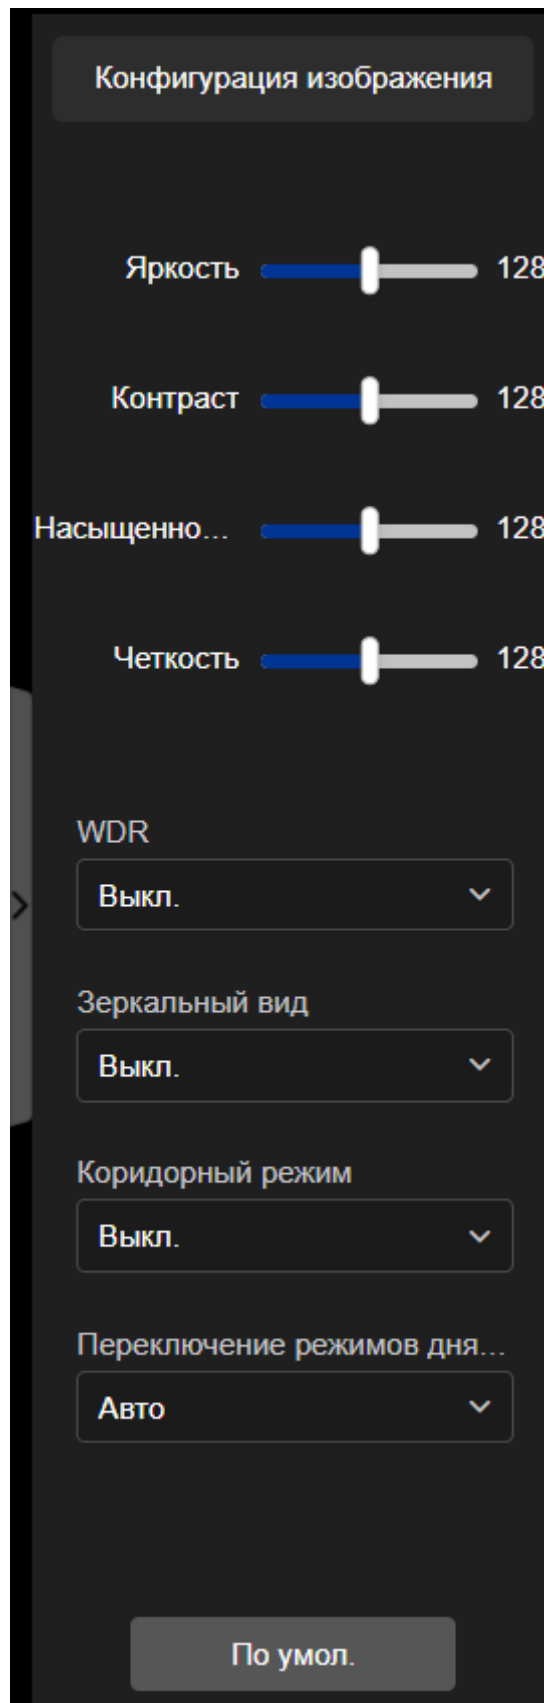 Конфигурация изображения
Яркость 128
Контраст 128
Насыщенно... 128
Четкость 128
WDR
Выкл.
Зеркальный вид
Выкл.
Коридорный режим
Выкл.
Переключение режимов дня...
Авто
По умол.